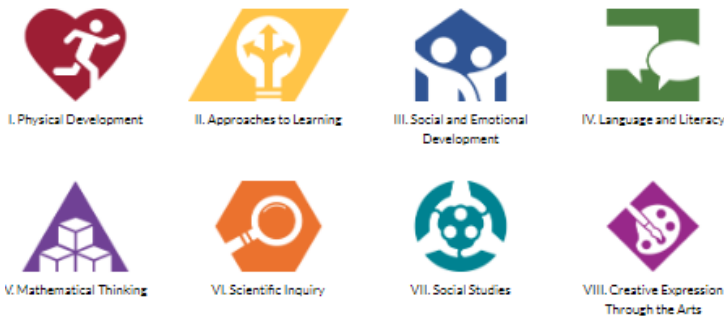 I. Physical Development
II. Approaches to Learning
III. Social and Emotional
Development
IV. Language and Literacy
V. Mathematical Thinking
VI. Scientific Inquiry
VII. Social Studies
VIII. Creative Expression
Through the Arts